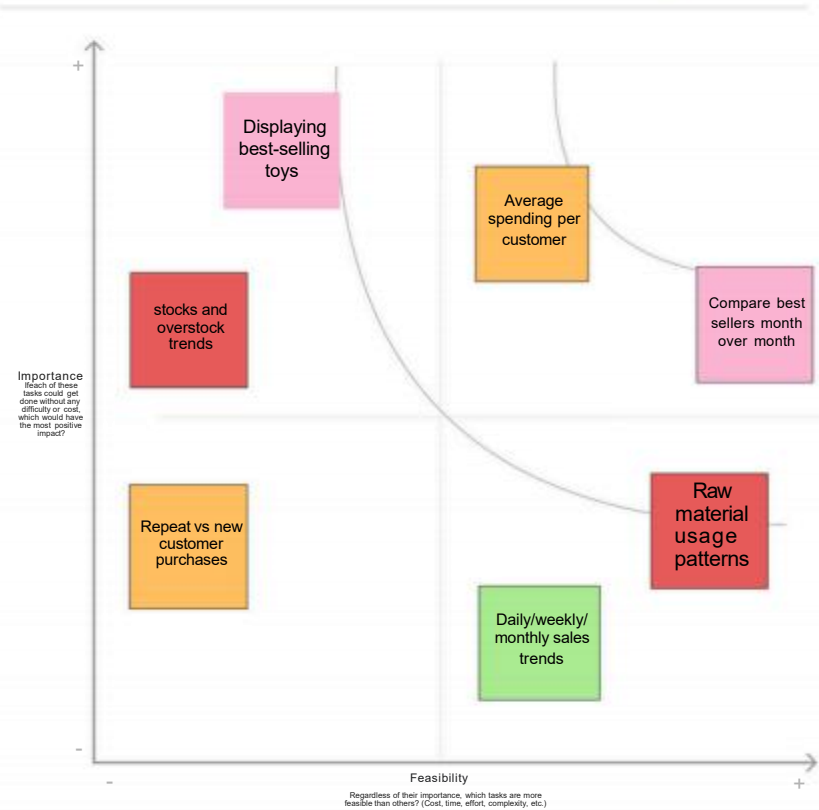 +
Displaying
best-selling
toys
Average
spending per
customer
stocks and
overstock
trends
Compare best
sellers month
over month
Importance
Ifeach of these
tasks could get
done without any
difficulty or cost,
which would have
the most positive
impact?
Raw
material
usage
patterns
Repeat vs new
customer
purchases
Daily/weekly/
monthly sales
trends
-
-
Feasibility
+
Regardless of their importance, which tasks are more
feasible than others? (Cost, time, effort, complexity, etc.)